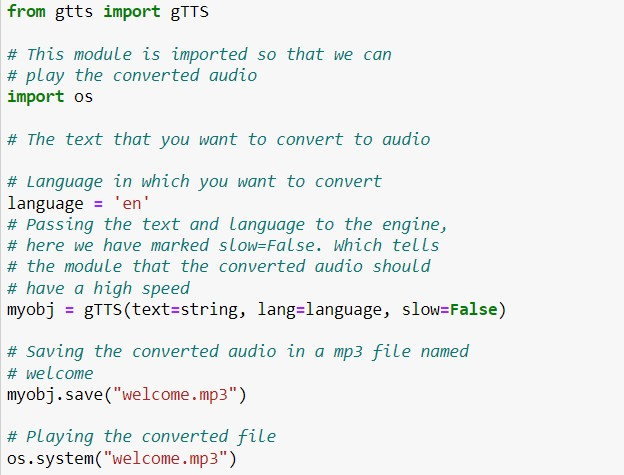 from gtts import gTTS
# This module is imported so that we can
# play the converted audio
import os
# The text that you want to convert to audio
# Language in which you want to convert
language = 'en'
# Passing the text and language to the engine,
# here we have marked slow=False. Which tells
# the module that the converted audio should
# have a high speed
myobj = gTTS(text=string, lang=language, slow=False)
# Saving the converted audio in a mp3 file named
# welcome
myobj.save("welcome.mp3")
# Playing the converted file
os.system("welcome.mp3")